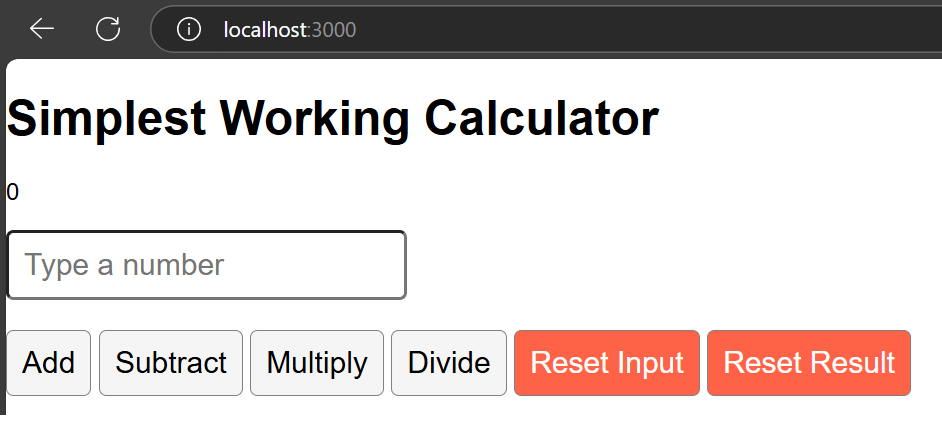 localhost:3000
Simplest Working Calculator
0
Type a number
Add Subtract Multiply Divide Reset Input Reset Result